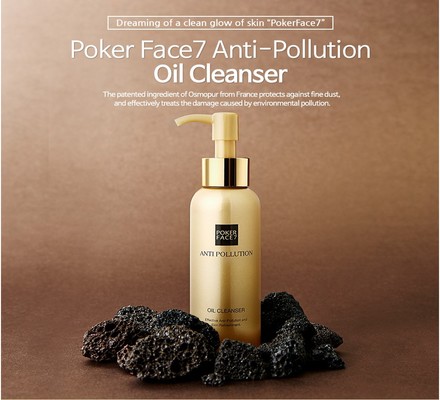 Dreaming of a clean glow of skin "PokerFace7"
Poker Face7 Anti-Pollution
Oil Cleanser
The patented ingredient of Osmopur from France protects against fine dust,
and effectively treats the damage caused by environmental pollution.
POKER
FACE7
ANTI POLLUTION
OIL CLEANSER